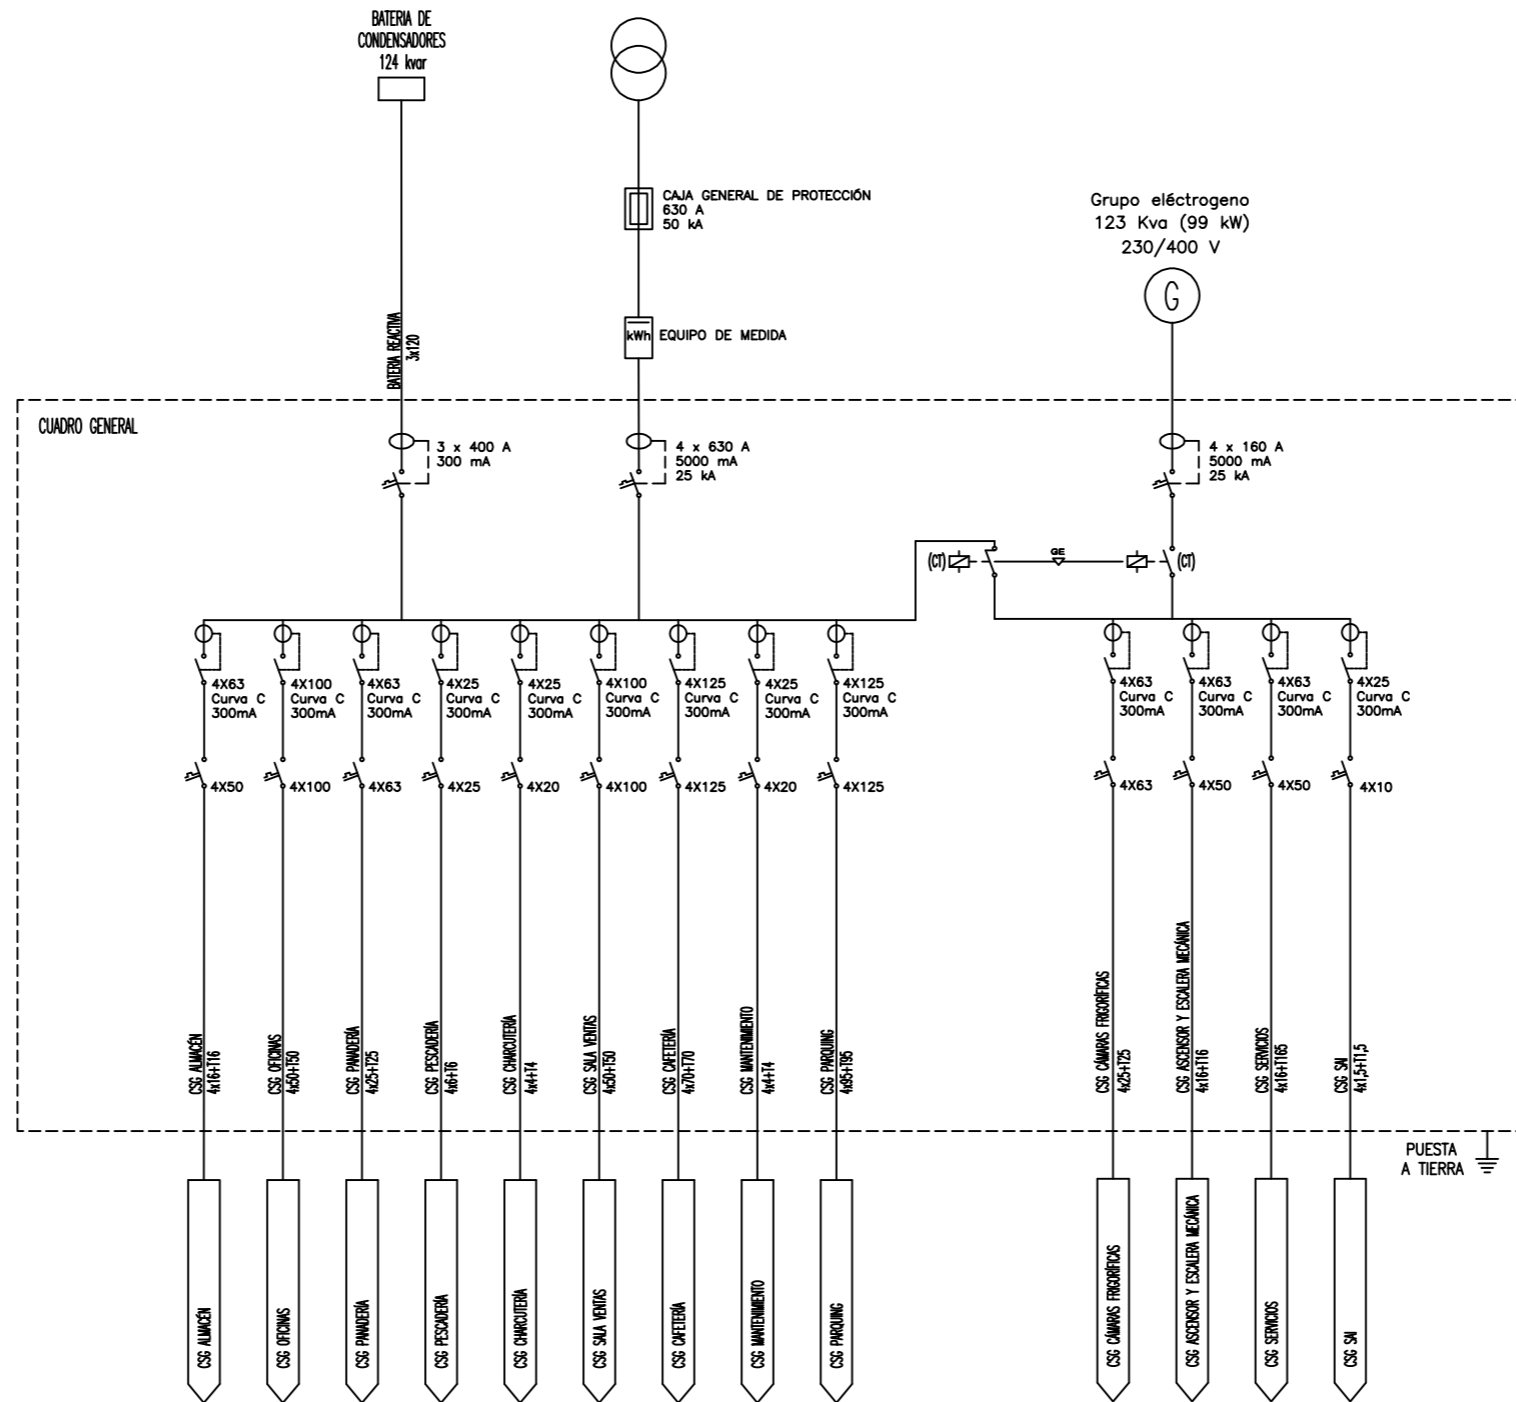 BATERIA DE
CONDENSADORES
124 kvar
CAJA GENERAL DE PROTECCIÓN
630 A
50 kA
Grupo eléctrogeno
123 Kva (99 kW)
230/400 V
G
kWh
EQUIPO DE MEDIDA
BATERIA REACTIVA
3x120
CUADRO GENERAL
3 x 400 A
300 mA
4 x 630 A
5000 mA
25 kA
4 x 160 A
5000 mA
25 kA
(CT)
GE
(CT)
4X63
Curva C
300mA
4X100
Curva C
300mA
4X63
Curva C
300mA
4X25
Curva C
300mA
4X25
Curva C
300mA
4X100
Curva C
300mA
4X125
Curva C
300mA
4X25
Curva C
300mA
4X125
Curva C
300mA
4X63
Curva C
300mA
4X63
Curva C
300mA
4X63
Curva C
300mA
4X25
Curva C
300mA
4X50
4X100
4X63
4X25
4X20
4X100
4X125
4X20
4X125
4X63
4X50
4X50
4X10
CSG ALMACÉN
4x16+T16
CSG OFICINAS
4x50+T50
CSG PANADERÍA
4x25+T25
CSG PESCADERÍA
4x6+T6
CSG CHARCUTERÍA
4x4+T4
CSG SALA VENTAS
4x50+T50
CSG CAFETERÍA
4x70+T70
CSG MANTENIMIENTO
4x4+T4
CSG PARQUING
4x95+T95
CSG CÁMARAS FRIGORÍFICAS
4x25+T25
CSG ASCENSOR Y ESCALERA MECÁNICA
4x16+T16
CSG SERVICIOS
4x16+T165
CSG SAI
4x1,5+T1,5
PUESTA
A TIERRA
CSG ALMACÉN
CSG OFICINAS
CSG PANADERÍA
CSG PESCADERÍA
CSG CHARCUTERÍA
CSG SALA VENTAS
CSG CAFETERÍA
CSG MANTENIMIENTO
CSG PARQUING
CSG CÁMARAS FRIGORÍFICAS
CSG ASCENSOR Y ESCALERA MECÁNICA
CSG SERVICIOS
CSG SAI